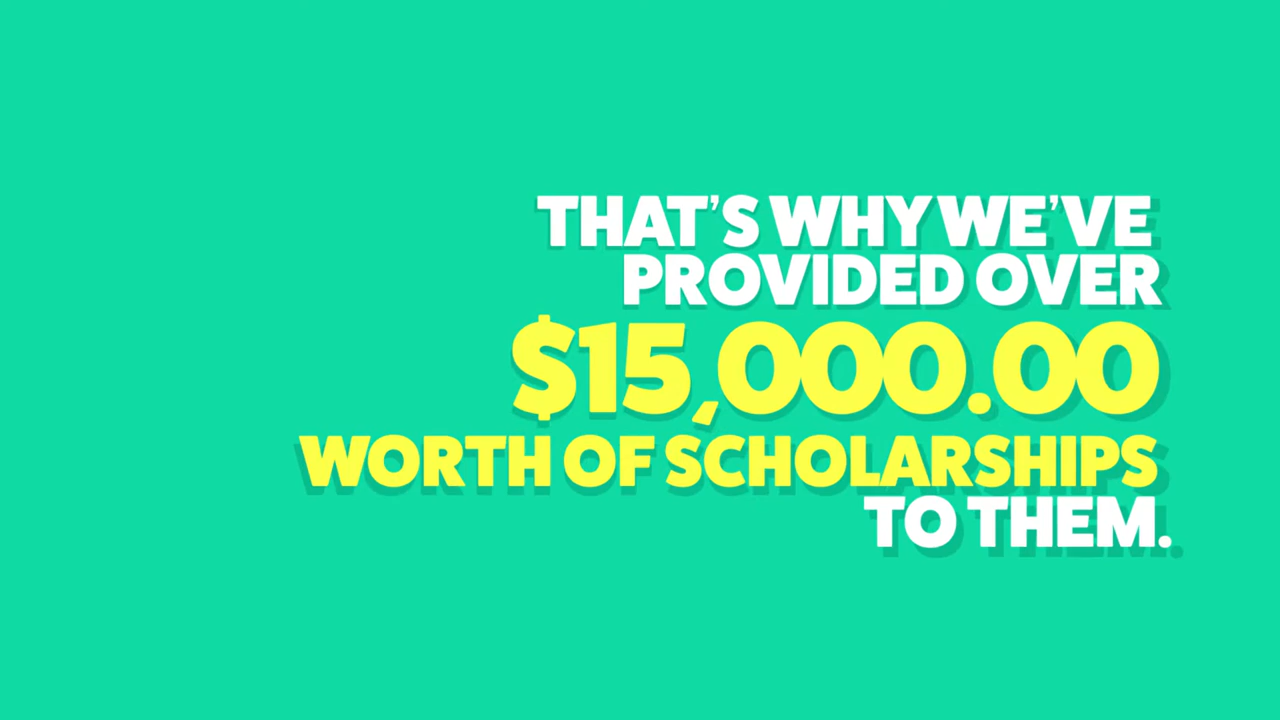 THAT'S WHY WE'VE
PROVIDED OVER
$15,000.00
WORTH OF SCHOLARSHIPS
TO THEM.